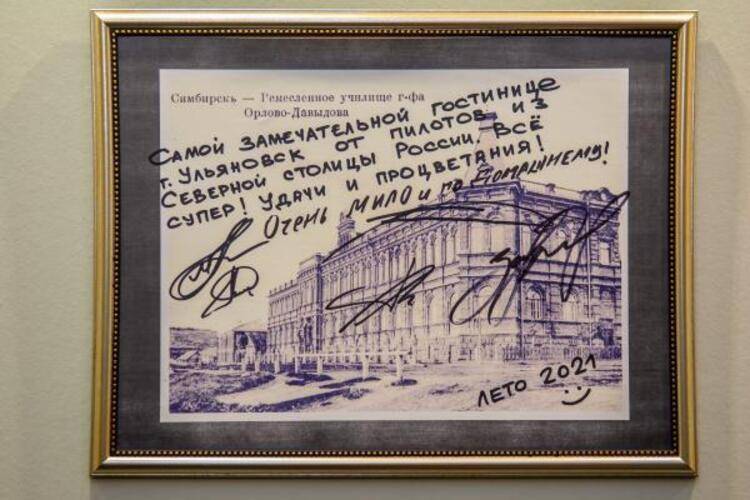 Симбирскъ — Ремесленное училище г-фа
Орлово-Давыдова
САМОЙ ЗАМЕЧАТЕЛЬНОЙ ГОСТИНИЦЕ
г. УЛЬЯНОВСК ОТ ПИЛОТОВ ИЗ
СЕВЕРНОЙ СТОЛИЦЫ РОССИИ. ВСЁ
СУПЕР! УДАЧИ И ПРОЦВЕТАНИЯ!
ОЧЕНЬ МИЛО и по Домашнему!
ЛЕТО 2021